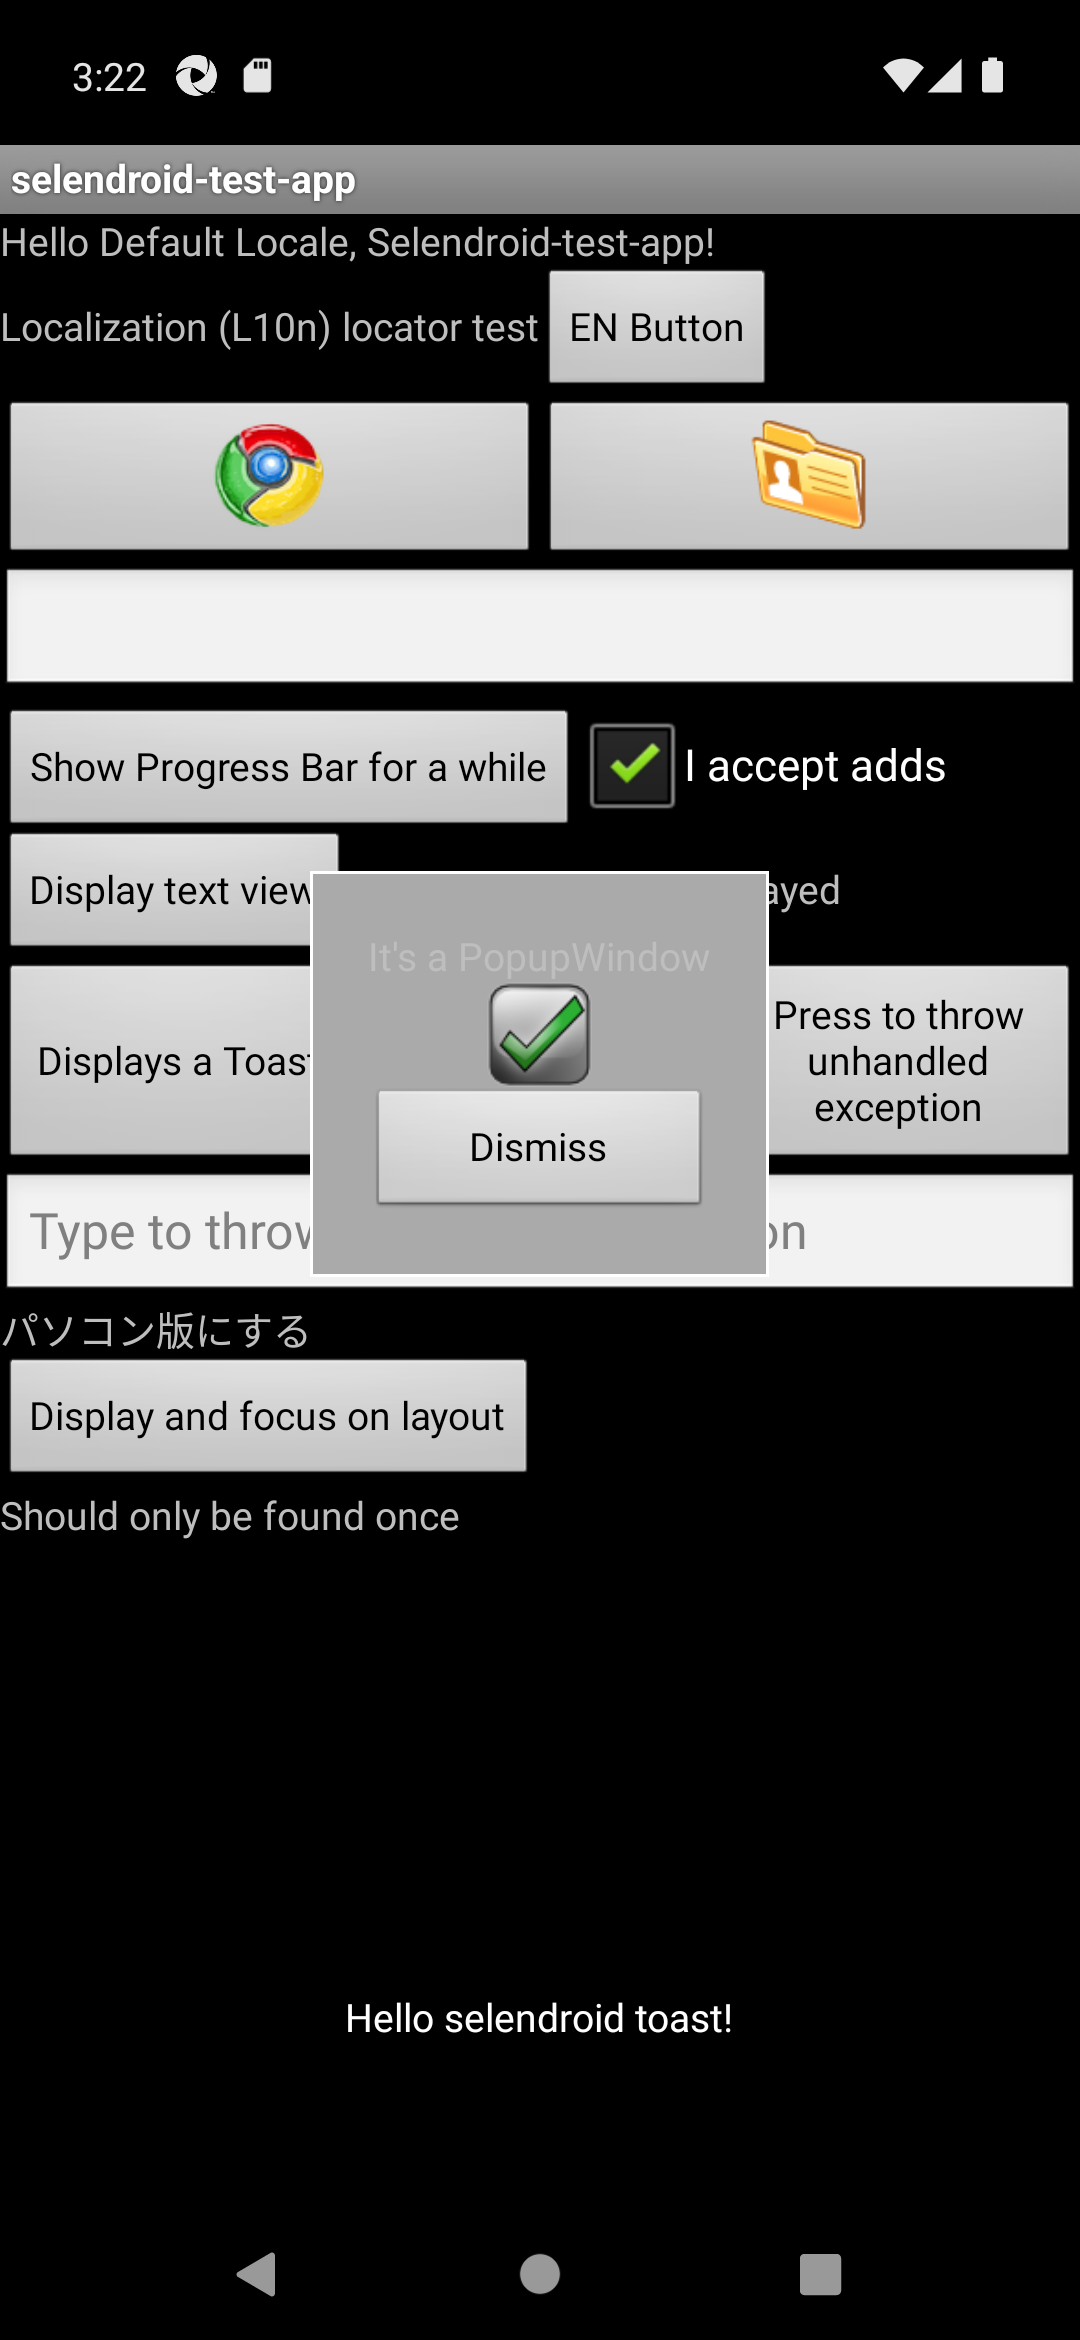 3:22
selendroid-test-app
Hello Default Locale, Selendroid-test-app!
Localization (L10n) locator test
EN Button
Show Progress Bar for a while
I accept adds
Display text view
ayed
It's a PopupWindow
Displays a Toast
Dismiss
Press to throw
unhandled
exception
Type to throw
on
パソコン版にする
Display and focus on layout
Should only be found once
Hello selendroid toast!